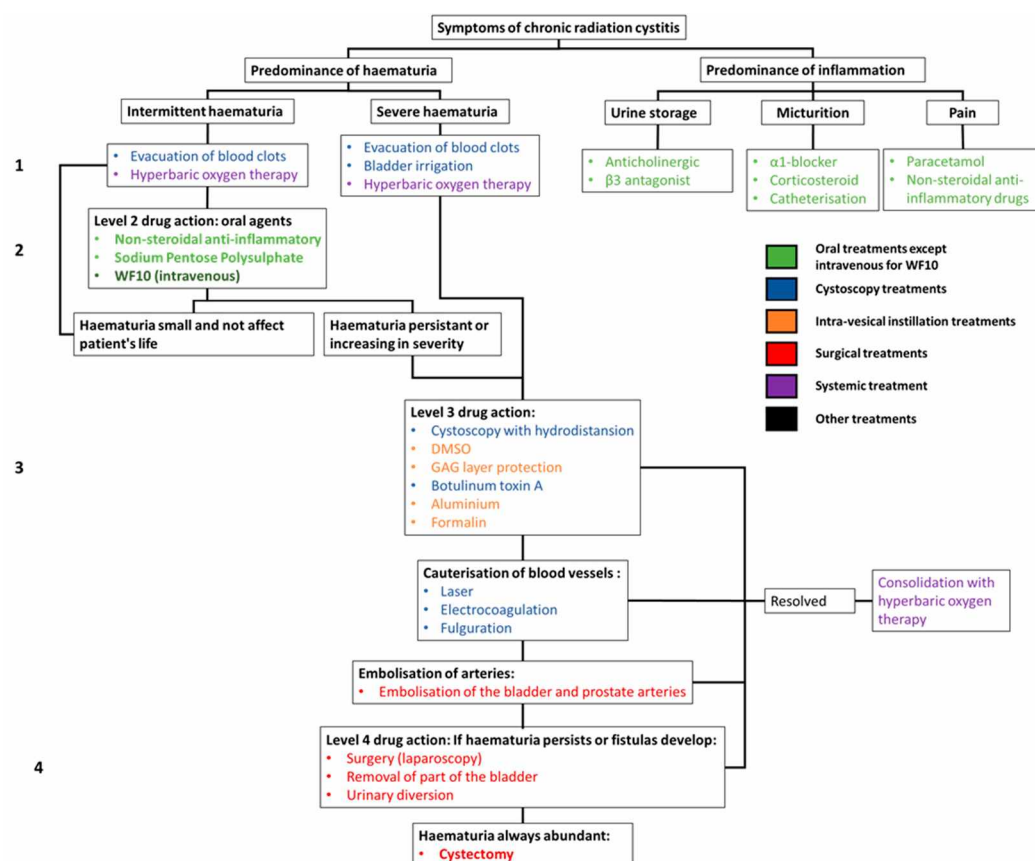 Symptoms of chronic radiation cystitis
Predominance of haematuria
Predominance of inflammation
Intermittent haematuria
Severe haematuria
Urine storage
Micturition
Pain
1
• Evacuation of blood clots
• Hyperbaric oxygen therapy
• Evacuation of blood clots
• Bladder irrigation
• Hyperbaric oxygen therapy
• Anticholinergic
• β3 antagonist
• α1-blocker
• Corticosteroid
• Catheterisation
• Paracetamol
• Non-steroidal anti-
inflammatory drugs
2
Level 2 drug action: oral agents
• Non-steroidal anti-inflammatory
• Sodium Pentose Polysulphate
• WF10 (intravenous)
Haematuria small and not affect
patient's life
Haematuria persistant or
increasing in severity
Oral treatments except
intravenous for WF10
Cystoscopy treatments
Intra-vesical instillation treatments
Surgical treatments
Systemic treatment
Other treatments
3
Level 3 drug action:
• Cystoscopy with hydrodistansion
• DMSO
• GAG layer protection
• Botulinum toxin A
• Aluminium
• Formalin
Cauterisation of blood vessels :
• Laser
• Electrocoagulation
• Fulguration
Resolved
Consolidation with
hyperbaric oxygen
therapy
Embolisation of arteries:
• Embolisation of the bladder and prostate arteries
4
Level 4 drug action: If haematuria persists or fistulas develop:
• Surgery (laparoscopy)
• Removal of part of the bladder
• Urinary diversion
Haematuria always abundant:
• Cystectomy